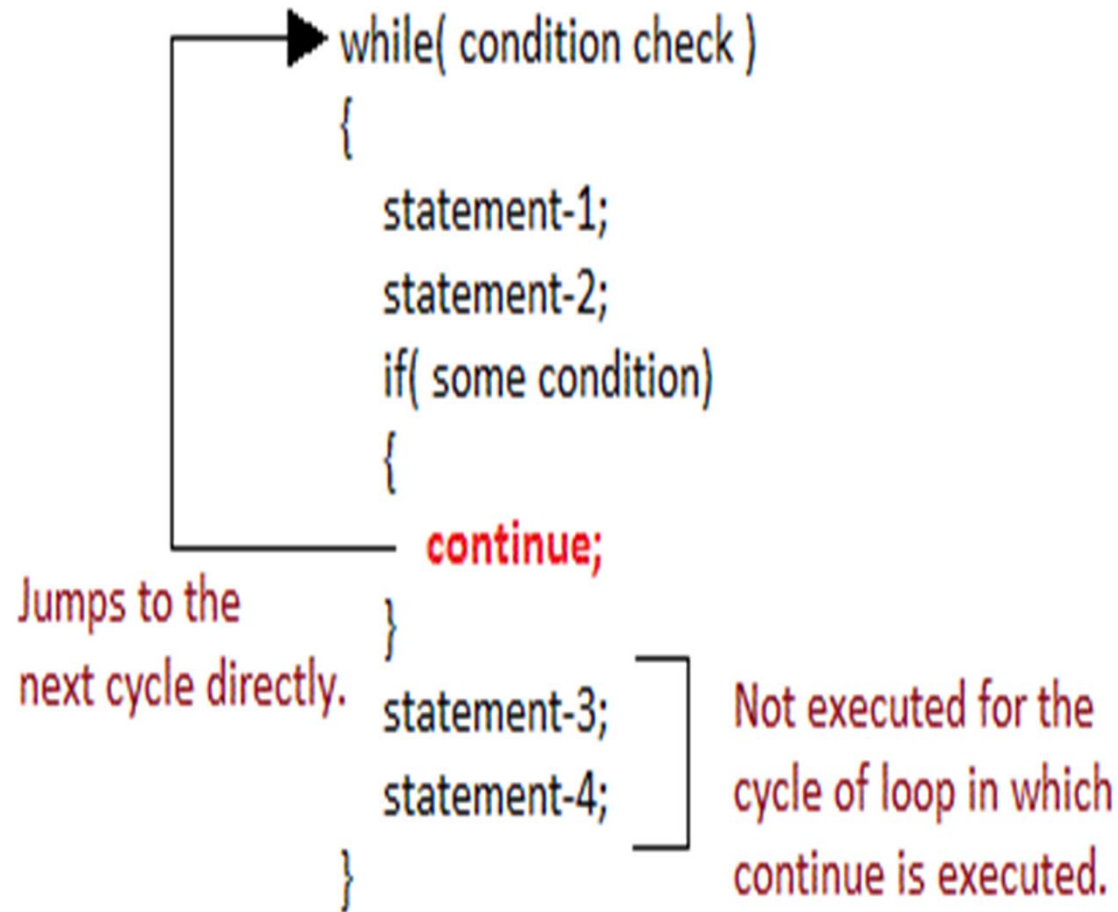 while( condition check )
{
statement-1;
statement-2;
if( some condition)
{
continue;
}
statement-3;
statement-4;
}
Jumps to the
next cycle directly.
Not executed for the
cycle of loop in which
continue is executed.